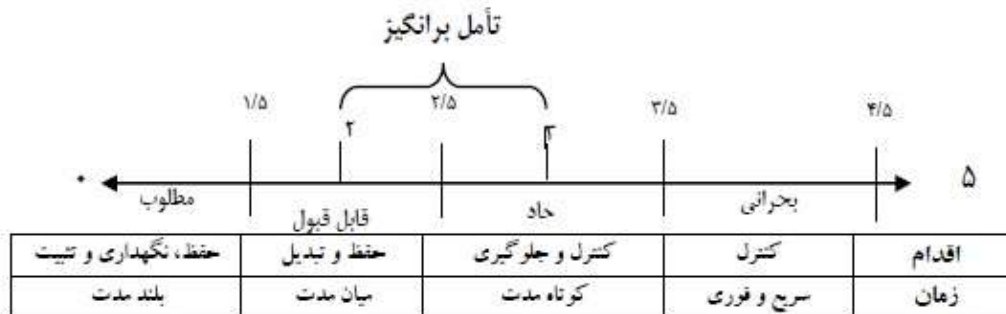 تأمل برانگیز
۱/۵ ۲/۵ ۳/۵ ۴/۵
۲ ۳
۰ ۵
مطلوب قابل قبول حاد بحرانی
اقدام کنترل کنترل و جلوگیری حفظ و تبدیل حفظ، نگهداری و تثبیت
زمان سریع و فوری کوتاه مدت میان مدت بلند مدت